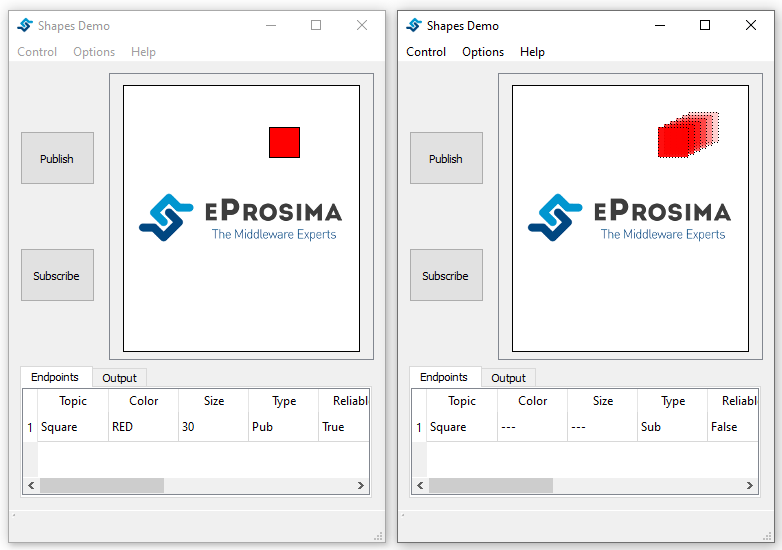 Shapes Demo
Control Options Help
Publish
Subscribe
EPROSIMA
The Middleware Experts
Endpoints Output
Topic Color Size Type Reliabl
1 Square RED 30 Pub True
Shapes Demo
Control Options Help
Publish
Subscribe
EPROSIMA
The Middleware Experts
Endpoints Output
Topic Color Size Type Reliabl
1 Square --- --- Sub False